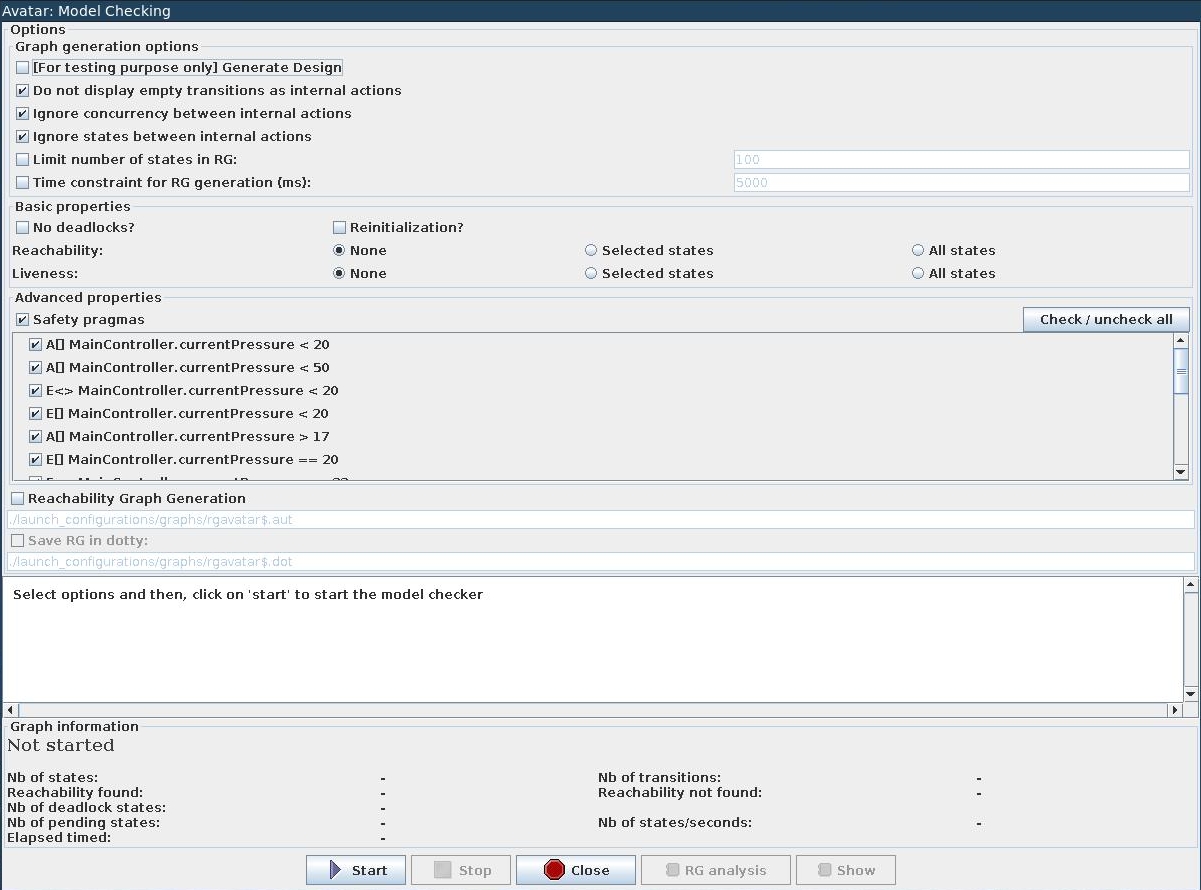 Avatar: Model Checking
Options
Graph generation options
[For testing purpose only] Generate Design
Do not display empty transitions as internal actions
Ignore concurrency between internal actions
Ignore states between internal actions
Limit number of states in RG: 100
Time constraint for RG generation (ms): 5000
Basic properties
No deadlocks? Reinitialization?
Reachability: None Selected states All states
Liveness: None Selected states All states
Advanced properties
Safety pragmas Check / uncheck all
A[] MainController.currentPressure < 20
A[] MainController.currentPressure < 50
E<> MainController.currentPressure < 20
E[] MainController.currentPressure < 20
A[] MainController.currentPressure > 17
E[] MainController.currentPressure == 20
Reachability Graph Generation
./launch_configurations/graphs/rgavatar$.aut
Save RG in dotty:
./launch_configurations/graphs/rgavatar$.dot
Select options and then, click on 'start' to start the model checker
Graph information
Not started
Nb of states: - Nb of transitions: -
Reachability found: - Reachability not found: -
Nb of deadlock states: -
Nb of pending states: - Nb of states/seconds: -
Elapsed timed: -
Start Stop Close RG analysis Show